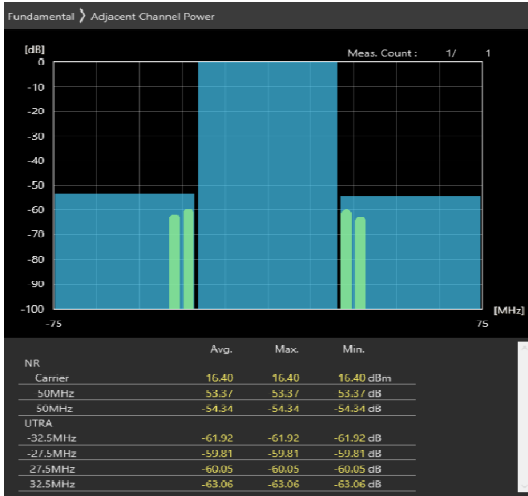 Fundamental ⟩ Adjacent Channel Power
[dB]
Meas. Count : 1/ 1
0
-10
-20
-30
-40
-50
-60
-70
-80
90
-100
-75
75
[MHz]
Avg. Max. Min.
NR
Carrier 16.40 16.40 16.40 dBm
50MHz 53.37 53.37 53.37 dB
50MHz -54.34 -54.34 -54.34 dB
UTRA
-32.5MHz -61.92 -61.92 -61.92 dB
-27.5MHz -59.81 -59.81 -59.81 dB
27.5MHz -60.05 -60.05 -60.05 dB
32.5MHz -63.06 -63.06 -63.06 dB